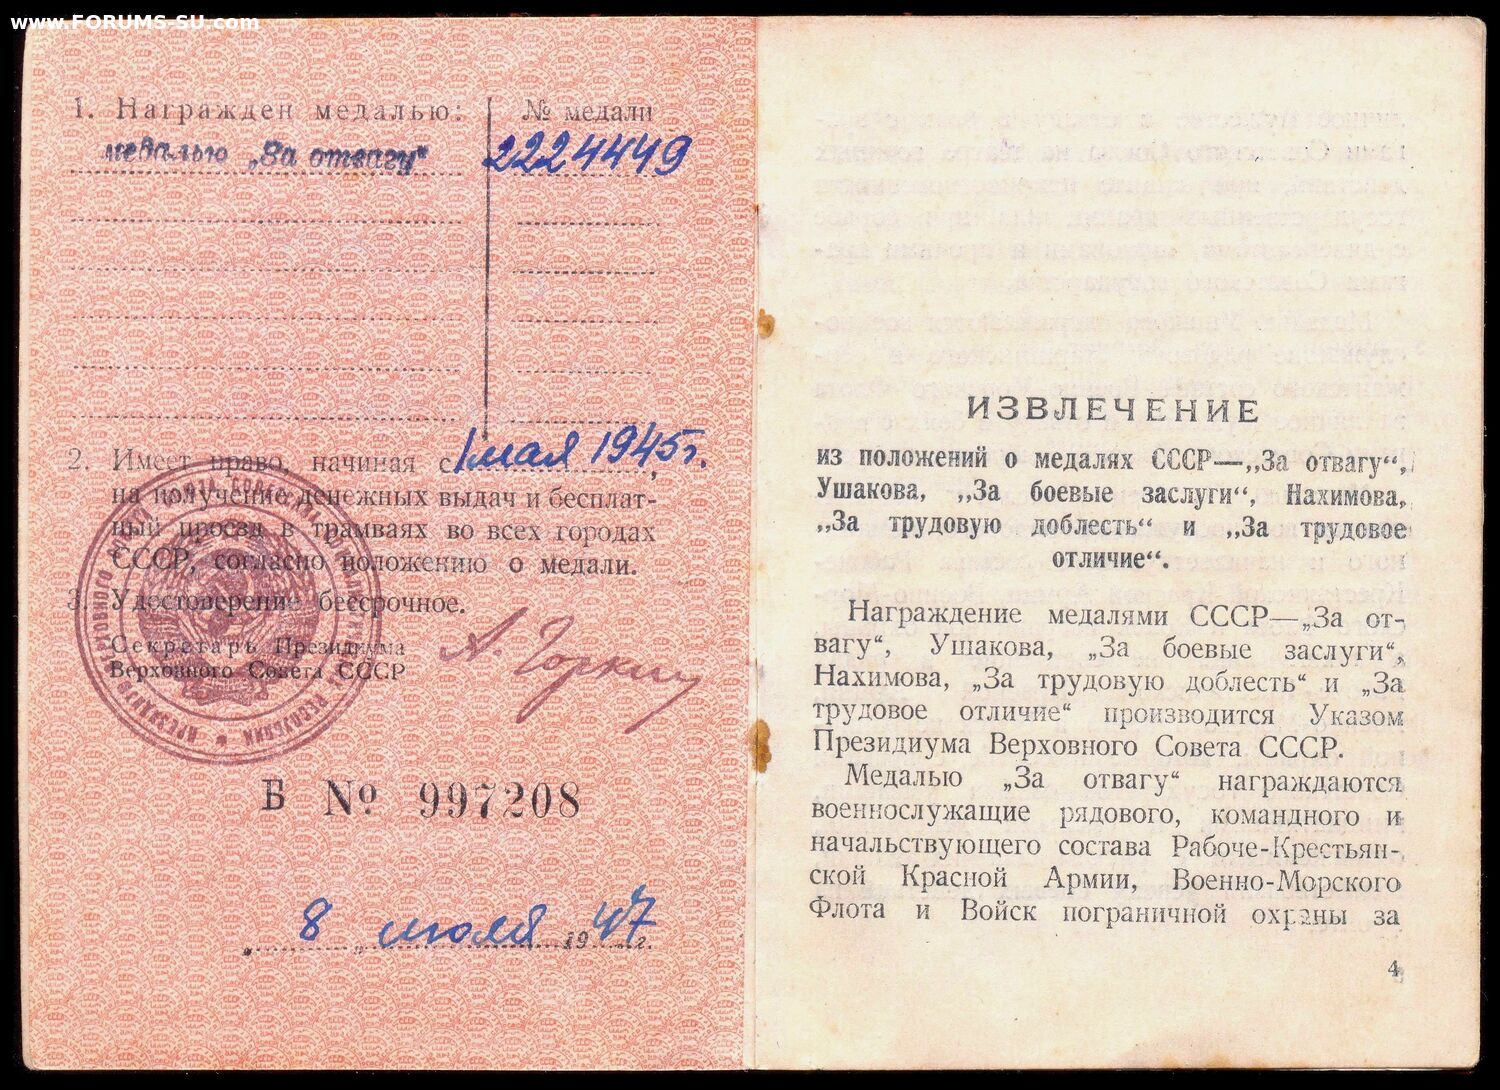 www.FORUMS-SU.com
1. Награжден медалью:
№ медали
медалью „За отвагу“
2224449
2. Имеет право, начиная с 1 мая 1945г.,
на получение денежных выдач и бесплат-
ный проезд в трамваях во всех городах
СССР, согласно положению о медали.
3. Удостоверение бессрочное.
Секретарь Президиума
Верховного Совета СССР
А. Горкин
Б № 997208
„ 8 „ июля 1947 г.
ИЗВЛЕЧЕНИЕ
из положений о медалях СССР—„За отвагу“,
Ушакова, „За боевые заслуги“, Нахимова,
„За трудовую доблесть“ и „За трудовое
отличие“.
Награждение медалями СССР—„За от-
вагу“, Ушакова, „За боевые заслуги“,
Нахимова, „За трудовую доблесть“ и „За
трудовое отличие“ производится Указом
Президиума Верховного Совета СССР.
Медалью „За отвагу“ награждаются
военнослужащие рядового, командного и
начальствующего состава Рабоче-Крестьян-
ской Красной Армии, Военно-Морского
Флота и Войск пограничной охраны за
4